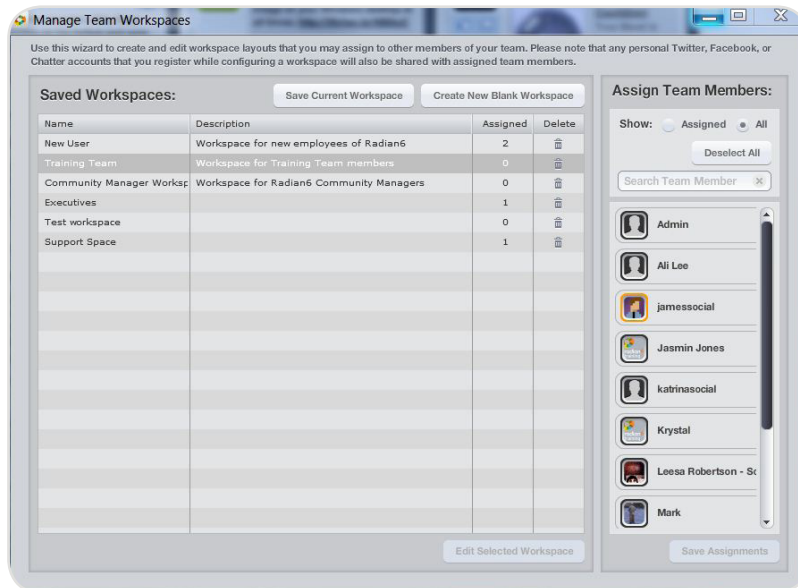 Manage Team Workspaces
Use this wizard to create and edit workspace layouts that you may assign to other members of your team. Please note that any personal Twitter, Facebook, or
Chatter accounts that you register while configuring a workspace will also be shared with assigned team members.
Saved Workspaces:
Save Current Workspace
Create New Blank Workspace
Name Description Assigned Delete
New User Workspace for new employees of Radian6 2
Training Team Workspace for Training Team members 0
Community Manager Worksp Workspace for Radian6 Community Managers 0
Executives 1
Test workspace 0
Support Space 1
Edit Selected Workspace
Assign Team Members:
Show: Assigned All
Deselect All
Search Team Member
Admin
Ali Lee
jamessocial
Jasmin Jones
katrinasocial
Krystal
Leesa Robertson - Sc
Mark
Save Assignments